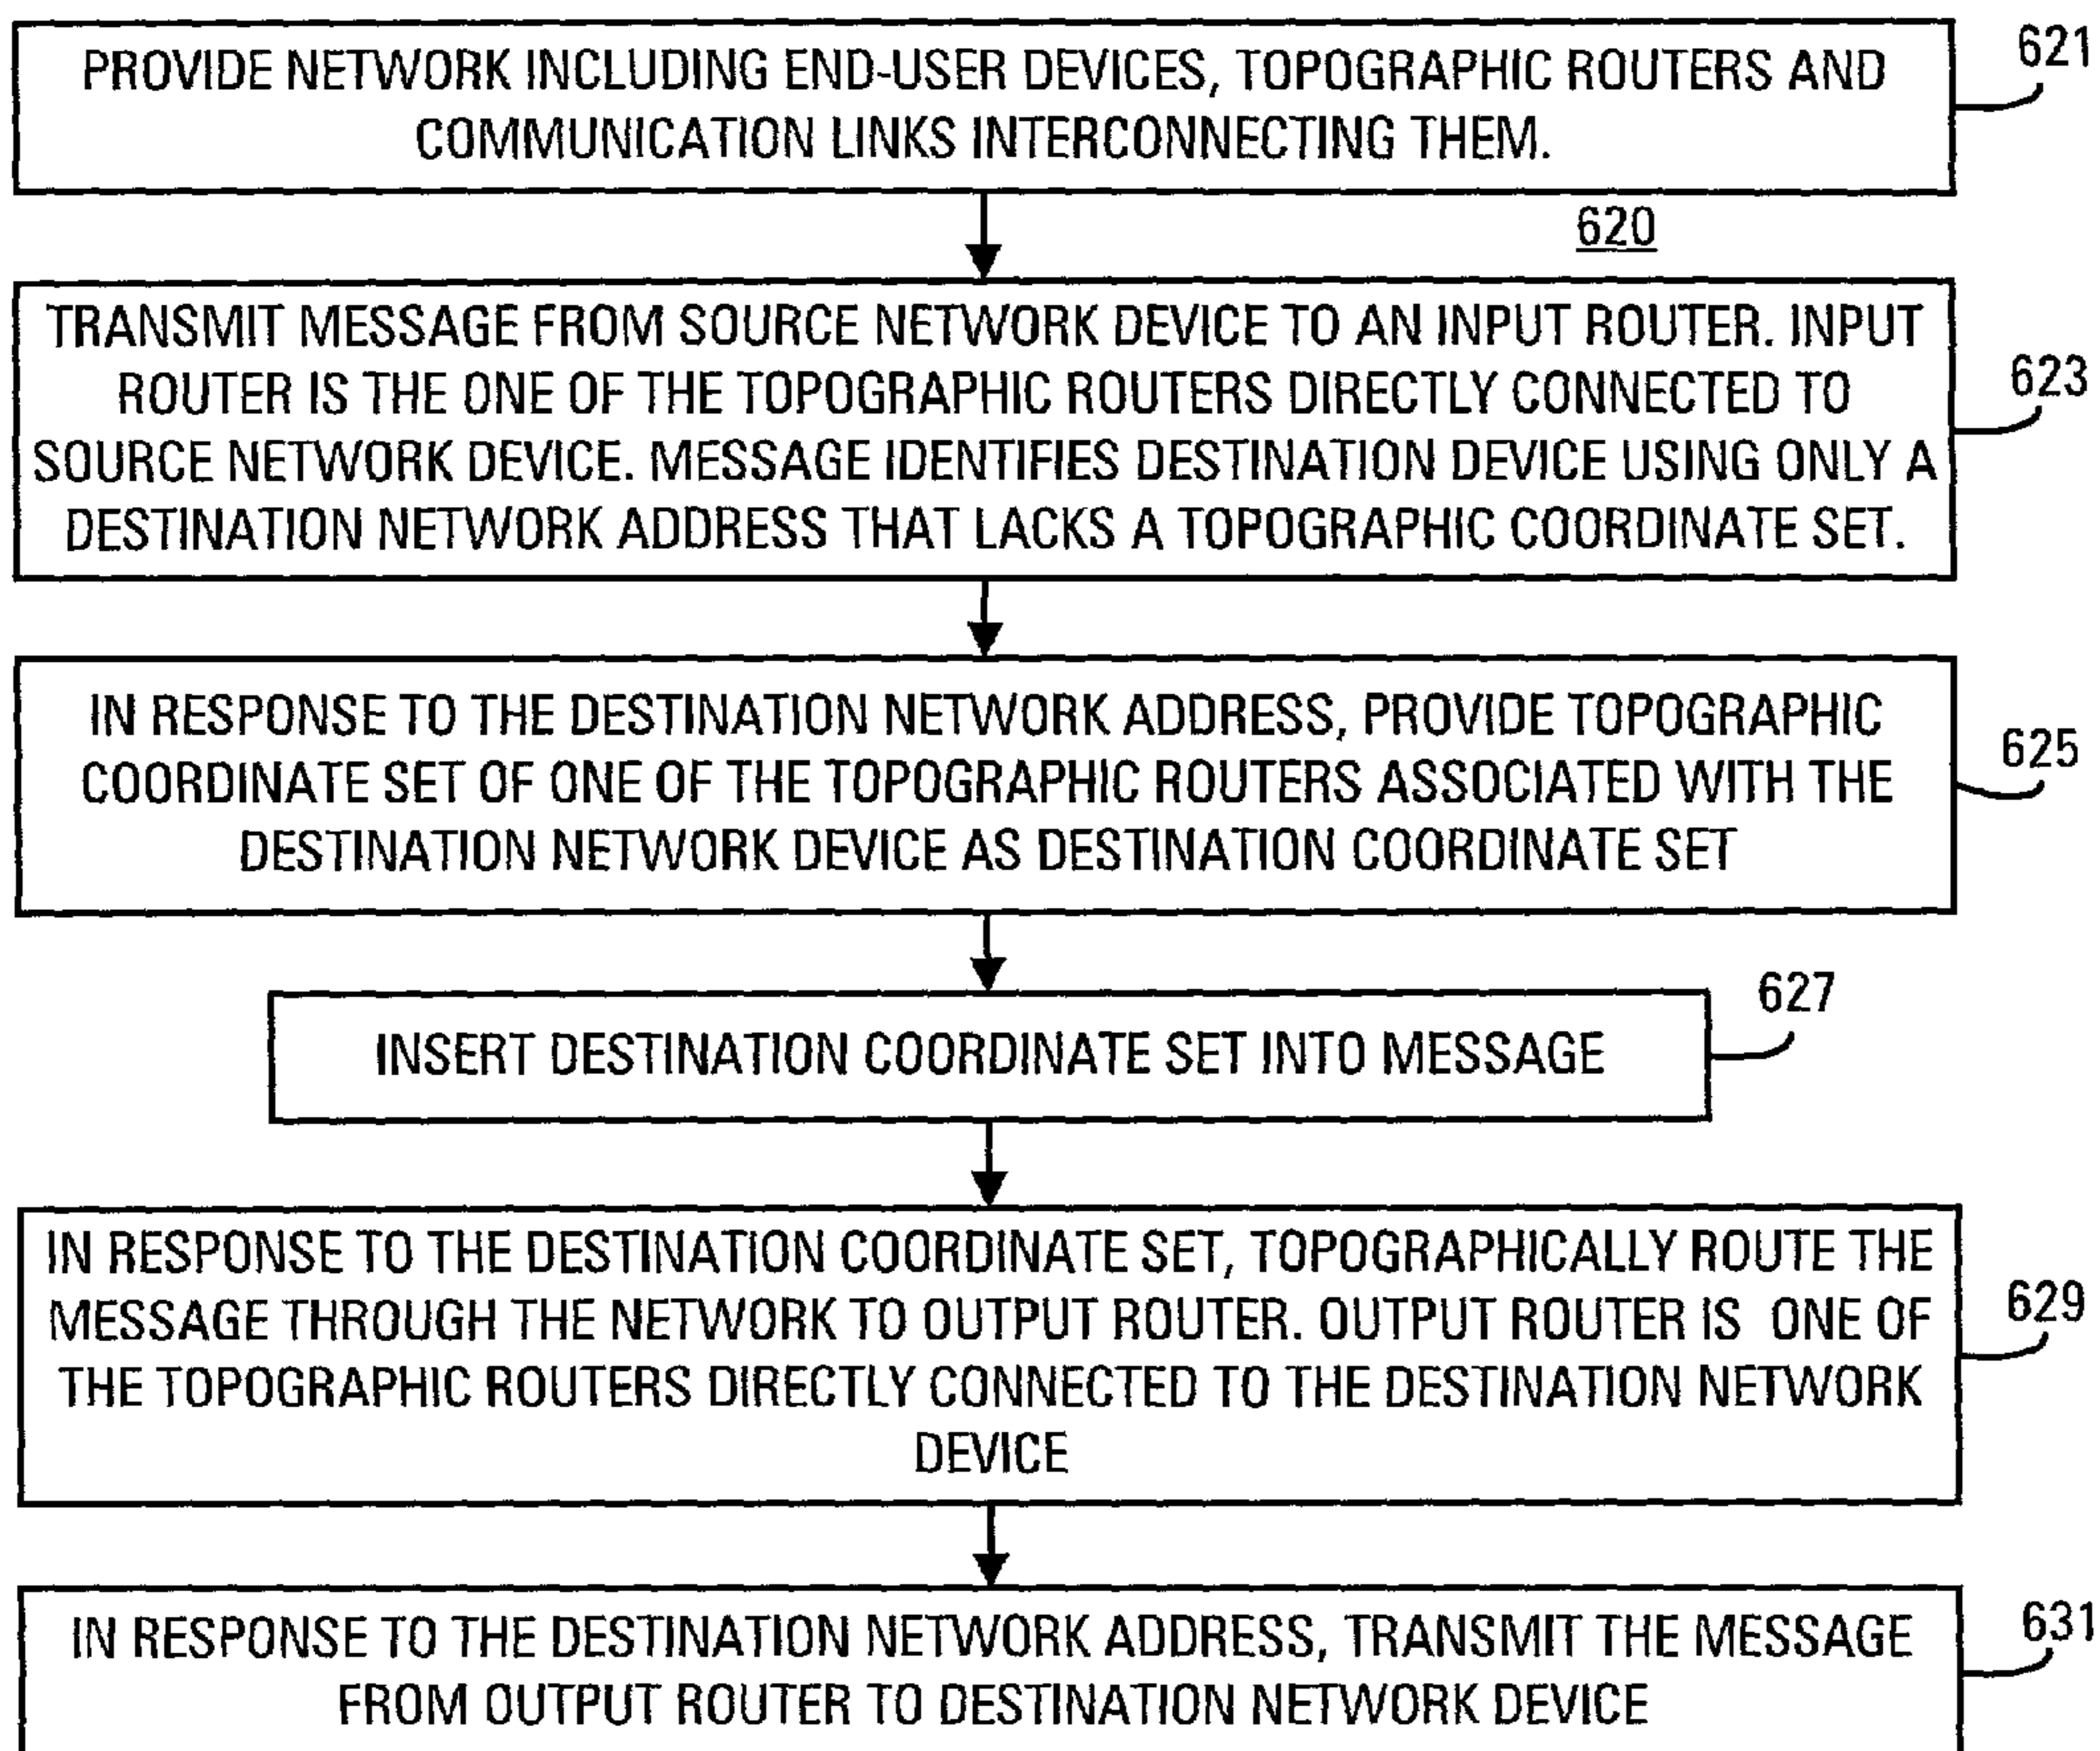 PROVIDE NETWORK INCLUDING END-USER DEVICES, TOPOGRAPHIC ROUTERS AND
COMMUNICATION LINKS INTERCONNECTING THEM.
621
620
TRANSMIT MESSAGE FROM SOURCE NETWORK DEVICE TO AN INPUT ROUTER. INPUT
ROUTER IS THE ONE OF THE TOPOGRAPHIC ROUTERS DIRECTLY CONNECTED TO
SOURCE NETWORK DEVICE. MESSAGE IDENTIFIES DESTINATION DEVICE USING ONLY A
DESTINATION NETWORK ADDRESS THAT LACKS A TOPOGRAPHIC COORDINATE SET.
623
IN RESPONSE TO THE DESTINATION NETWORK ADDRESS, PROVIDE TOPOGRAPHIC
COORDINATE SET OF ONE OF THE TOPOGRAPHIC ROUTERS ASSOCIATED WITH THE
DESTINATION NETWORK DEVICE AS DESTINATION COORDINATE SET
625
INSERT DESTINATION COORDINATE SET INTO MESSAGE
627
IN RESPONSE TO THE DESTINATION COORDINATE SET, TOPOGRAPHICALLY ROUTE THE
MESSAGE THROUGH THE NETWORK TO OUTPUT ROUTER. OUTPUT ROUTER IS ONE OF
THE TOPOGRAPHIC ROUTERS DIRECTLY CONNECTED TO THE DESTINATION NETWORK
DEVICE
629
IN RESPONSE TO THE DESTINATION NETWORK ADDRESS, TRANSMIT THE MESSAGE
FROM OUTPUT ROUTER TO DESTINATION NETWORK DEVICE
631